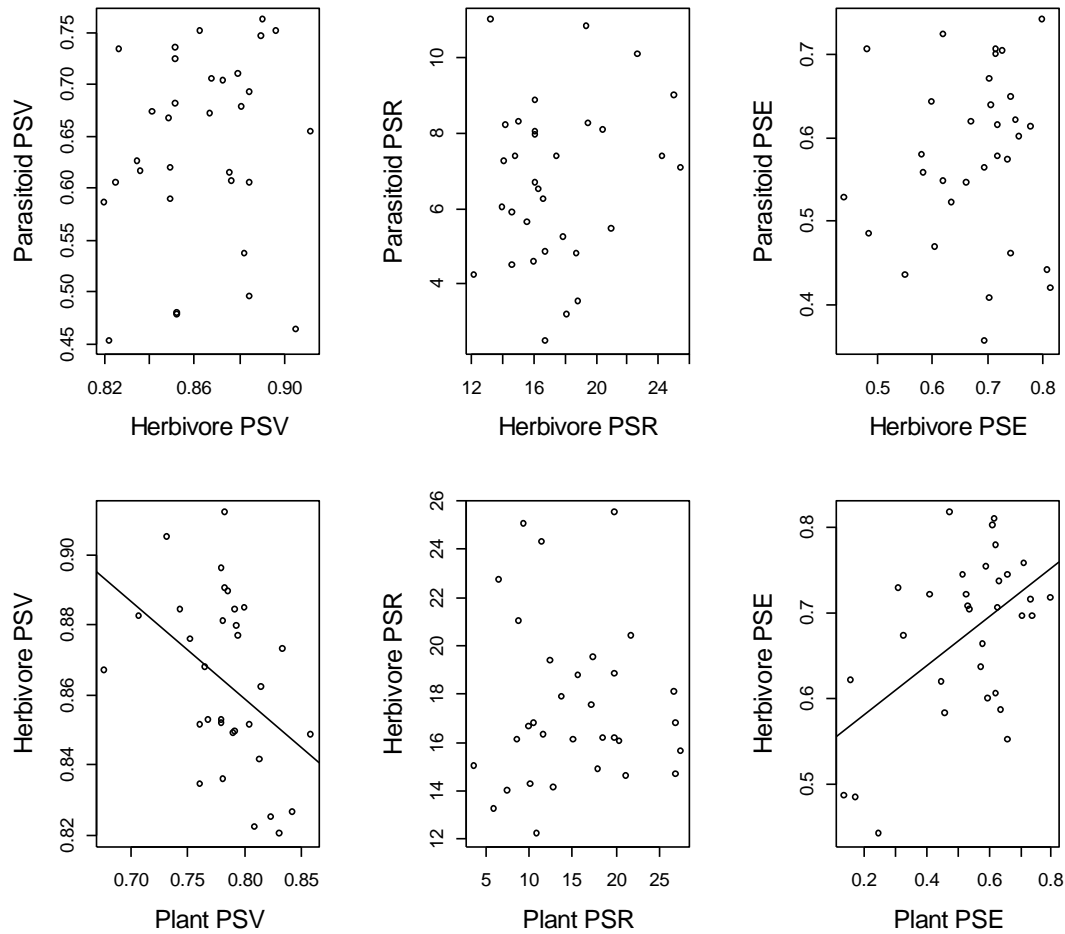 0.75
0.70
0.65
0.60
0.55
0.50
0.45
Parasitoid PSV
0.82 0.86 0.90
Herbivore PSV
10
8
6
4
Parasitoid PSR
12 16 20 24
Herbivore PSR
0.7
0.6
0.5
0.4
Parasitoid PSE
0.5 0.6 0.7 0.8
Herbivore PSE
0.90
0.88
0.86
0.84
0.82
Herbivore PSV
0.70 0.75 0.80 0.85
Plant PSV
26
24
22
20
18
16
14
12
Herbivore PSR
5 10 15 20 25
Plant PSR
0.8
0.7
0.6
0.5
Herbivore PSE
0.2 0.4 0.6 0.8
Plant PSE